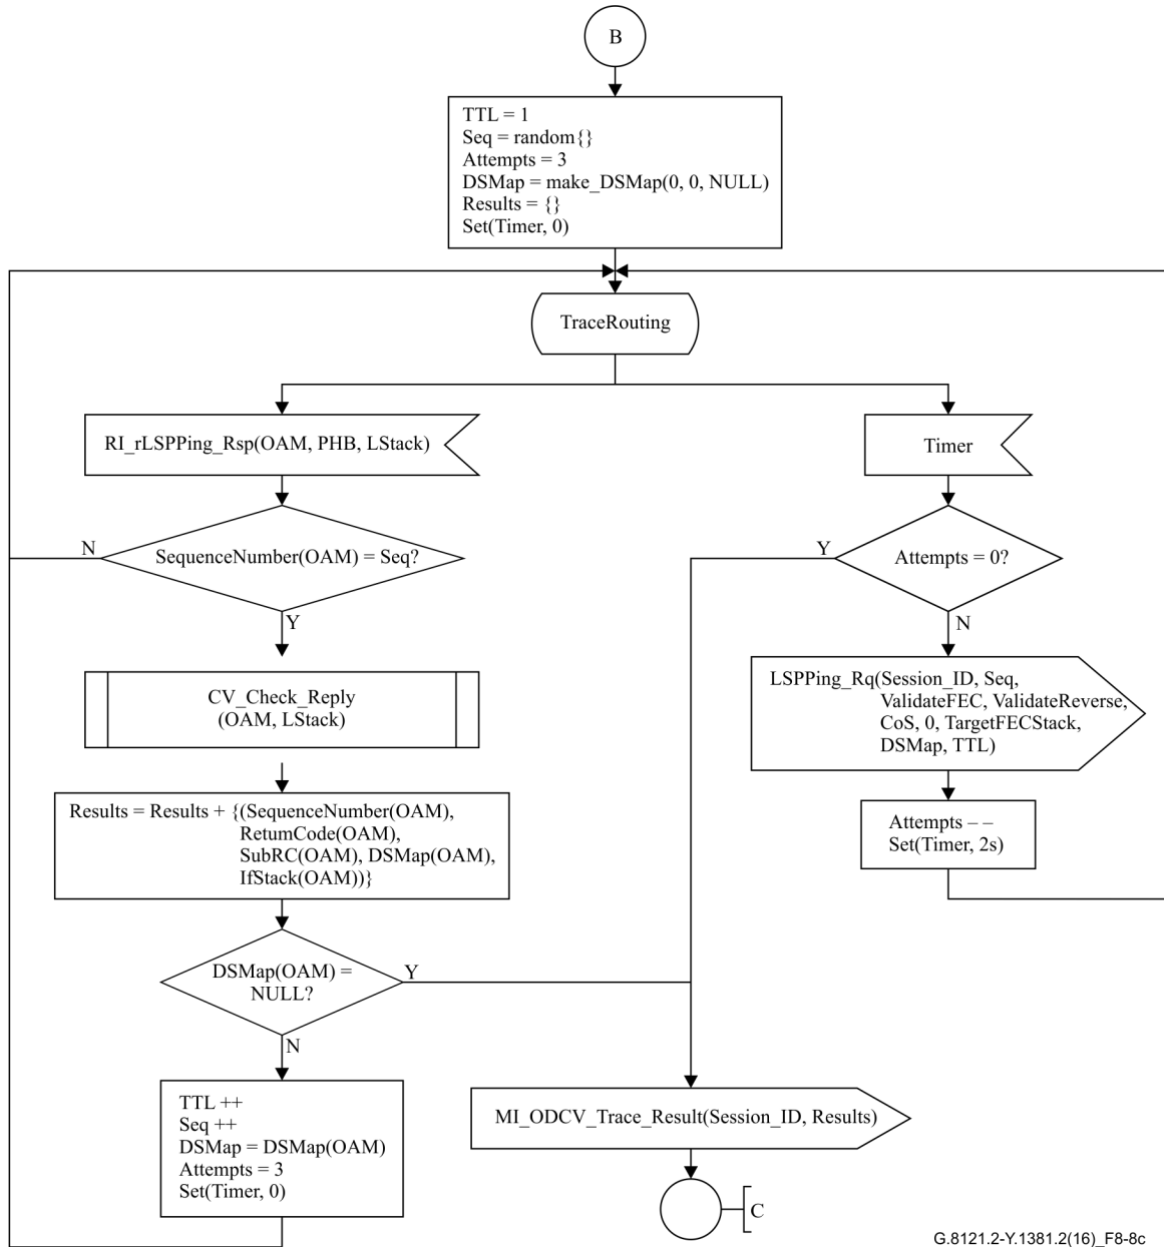 B
TTL = 1
Seq = random{}
Attempts = 3
DSMap = make_DSMap(0, 0, NULL)
Results = {}
Set(Timer, 0)
TraceRouting
RI_rLSPPing_Rsp(OAM, PHB, LStack)
Timer
SequenceNumber(OAM) = Seq?
N
Y
Attempts = 0?
Y
N
CV_Check_Reply
(OAM, LStack)
LSPPing_Rq(Session_ID, Seq,
ValidateFEC, ValidateReverse,
CoS, 0, TargetFECStack,
DSMap, TTL)
Results = Results + {(SequenceNumber(OAM),
RetumCode(OAM),
SubRC(OAM), DSMap(OAM),
IfStack(OAM))}
Attempts – –
Set(Timer, 2s)
DSMap(OAM) =
NULL?
Y
N
TTL ++
Seq ++
DSMap = DSMap(OAM)
Attempts = 3
Set(Timer, 0)
MI_ODCV_Trace_Result(Session_ID, Results)
C
G.8121.2-Y.1381.2(16)_F8-8c